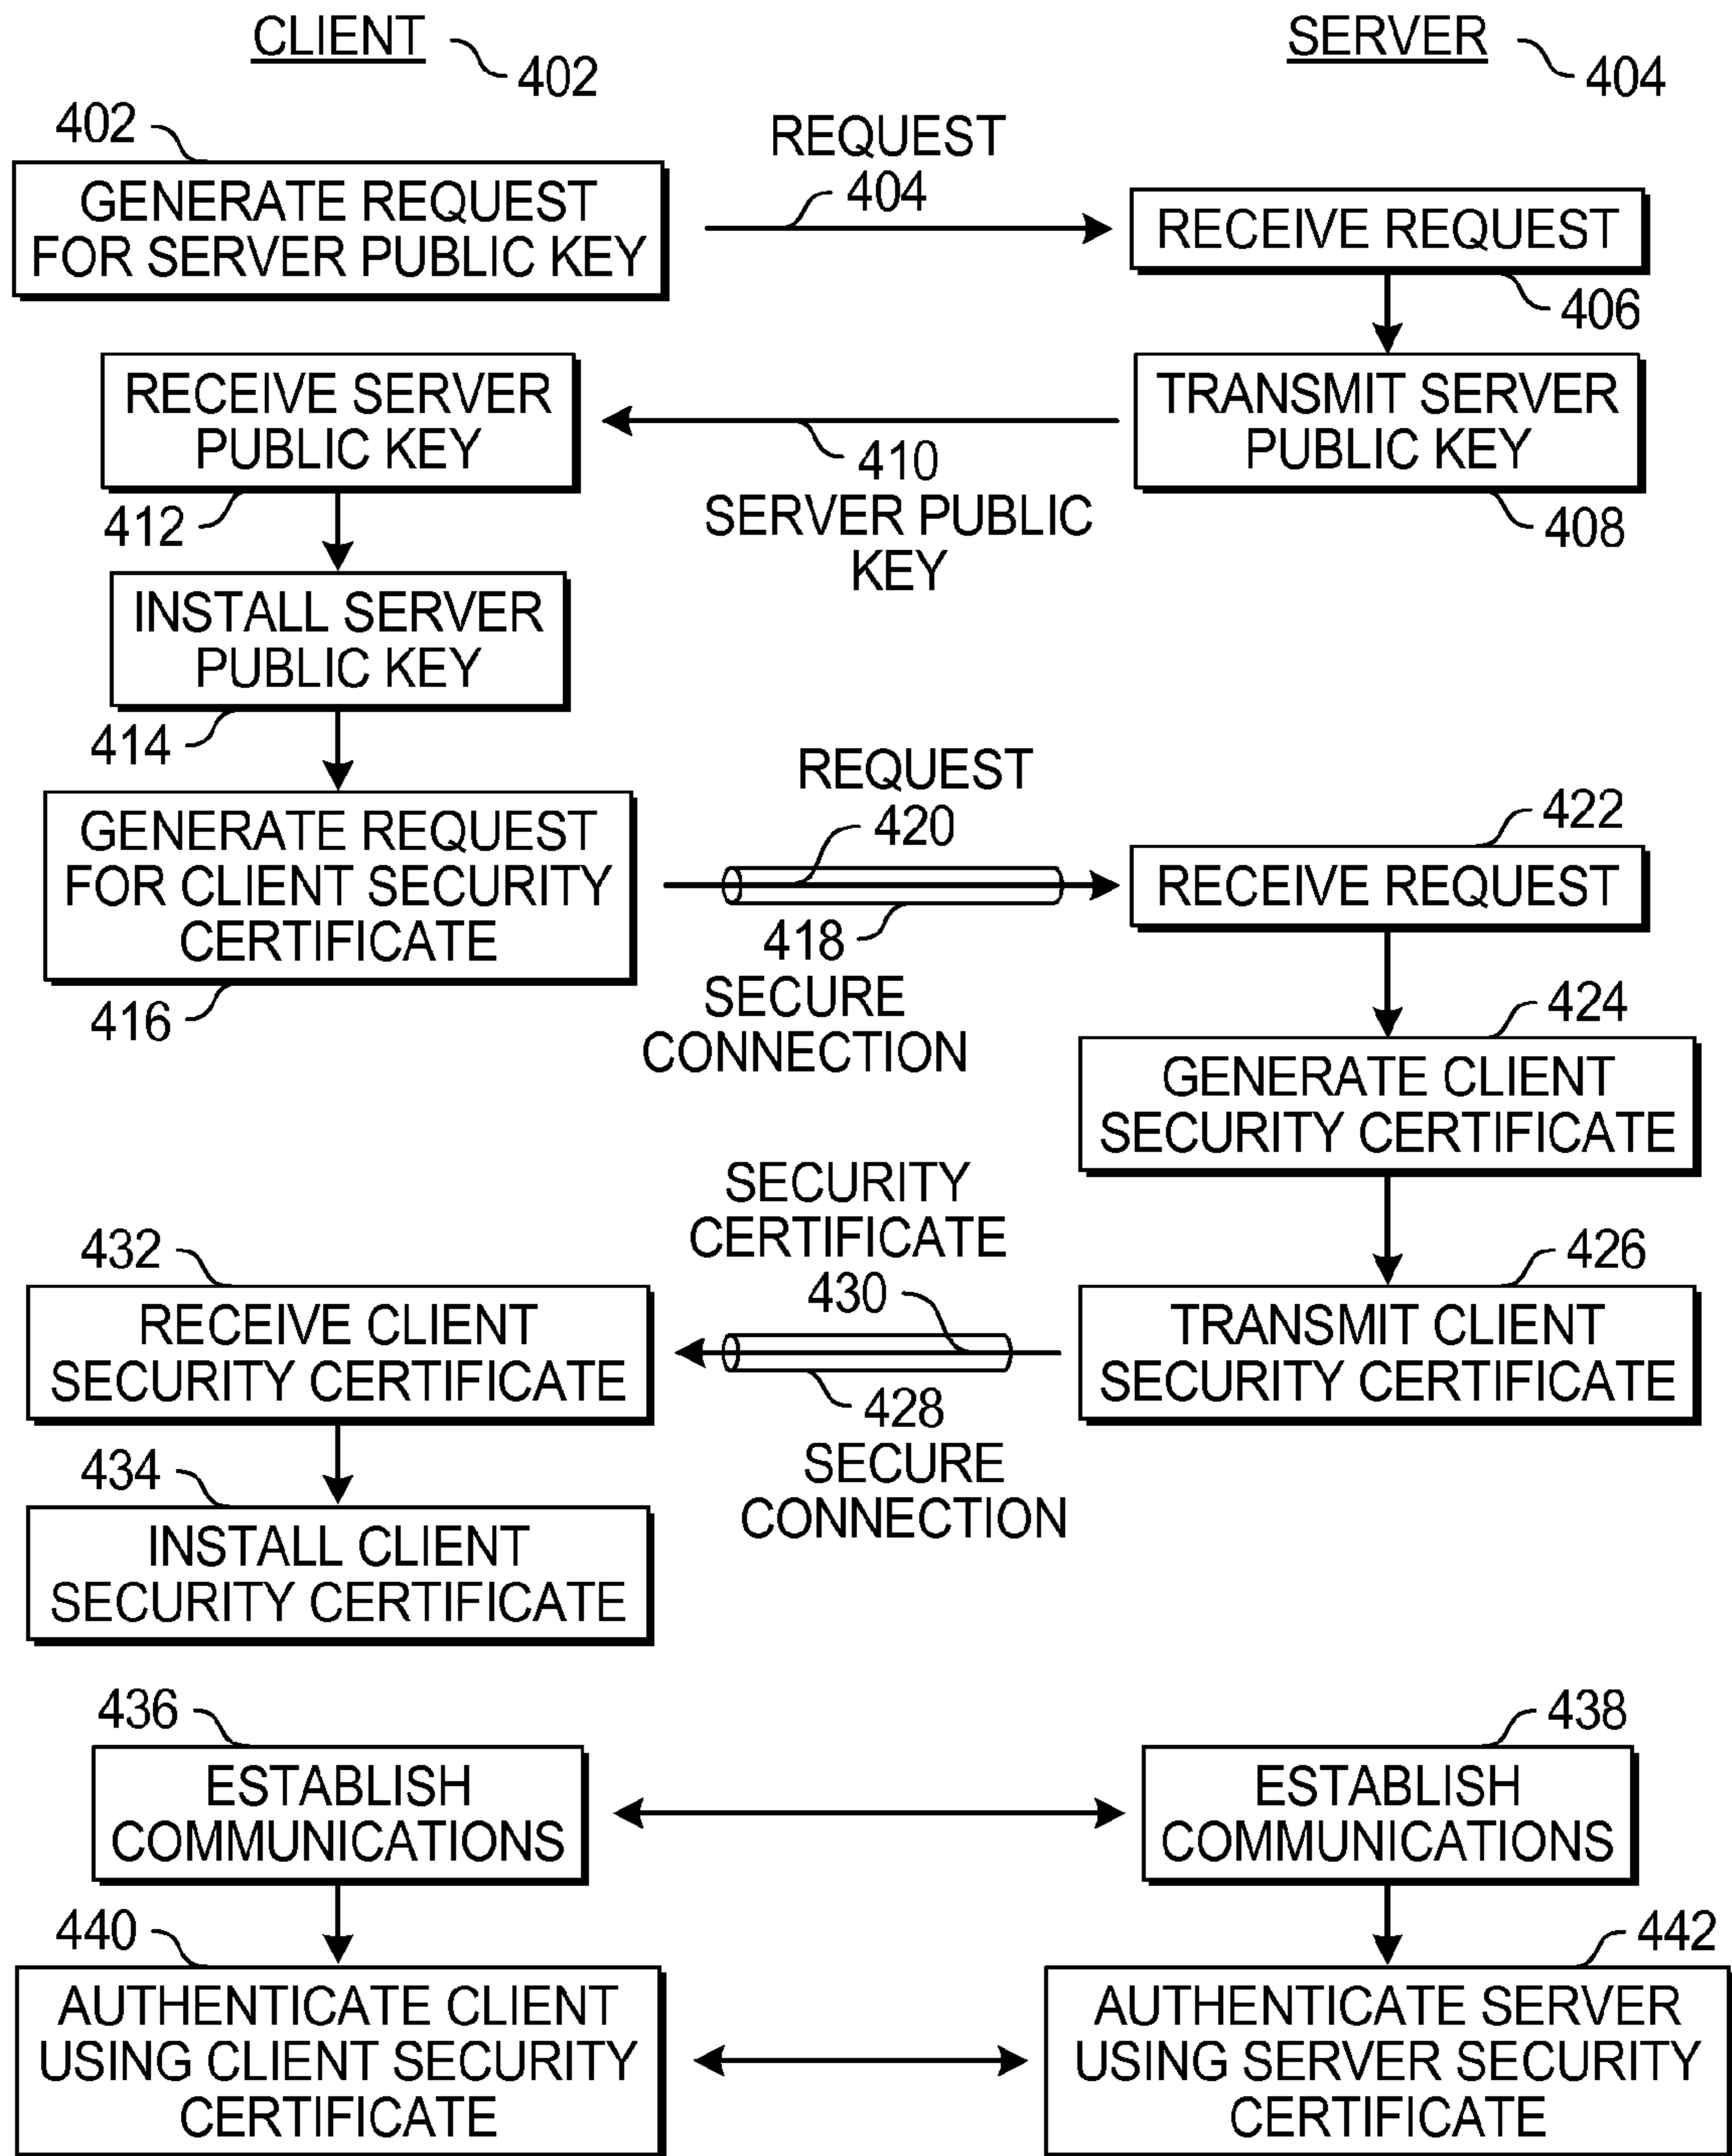 CLIENT
402
SERVER
404
402
GENERATE REQUEST
FOR SERVER PUBLIC KEY
REQUEST
404
RECEIVE REQUEST
406
TRANSMIT SERVER
PUBLIC KEY
408
410
SERVER PUBLIC
KEY
RECEIVE SERVER
PUBLIC KEY
412
INSTALL SERVER
PUBLIC KEY
414
GENERATE REQUEST
FOR CLIENT SECURITY
CERTIFICATE
416
REQUEST
420
418
SECURE
CONNECTION
422
RECEIVE REQUEST
424
GENERATE CLIENT
SECURITY CERTIFICATE
426
TRANSMIT CLIENT
SECURITY CERTIFICATE
SECURITY
CERTIFICATE
430
428
SECURE
CONNECTION
432
RECEIVE CLIENT
SECURITY CERTIFICATE
434
INSTALL CLIENT
SECURITY CERTIFICATE
436
ESTABLISH
COMMUNICATIONS
438
ESTABLISH
COMMUNICATIONS
440
AUTHENTICATE CLIENT
USING CLIENT SECURITY
CERTIFICATE
442
AUTHENTICATE SERVER
USING SERVER SECURITY
CERTIFICATE